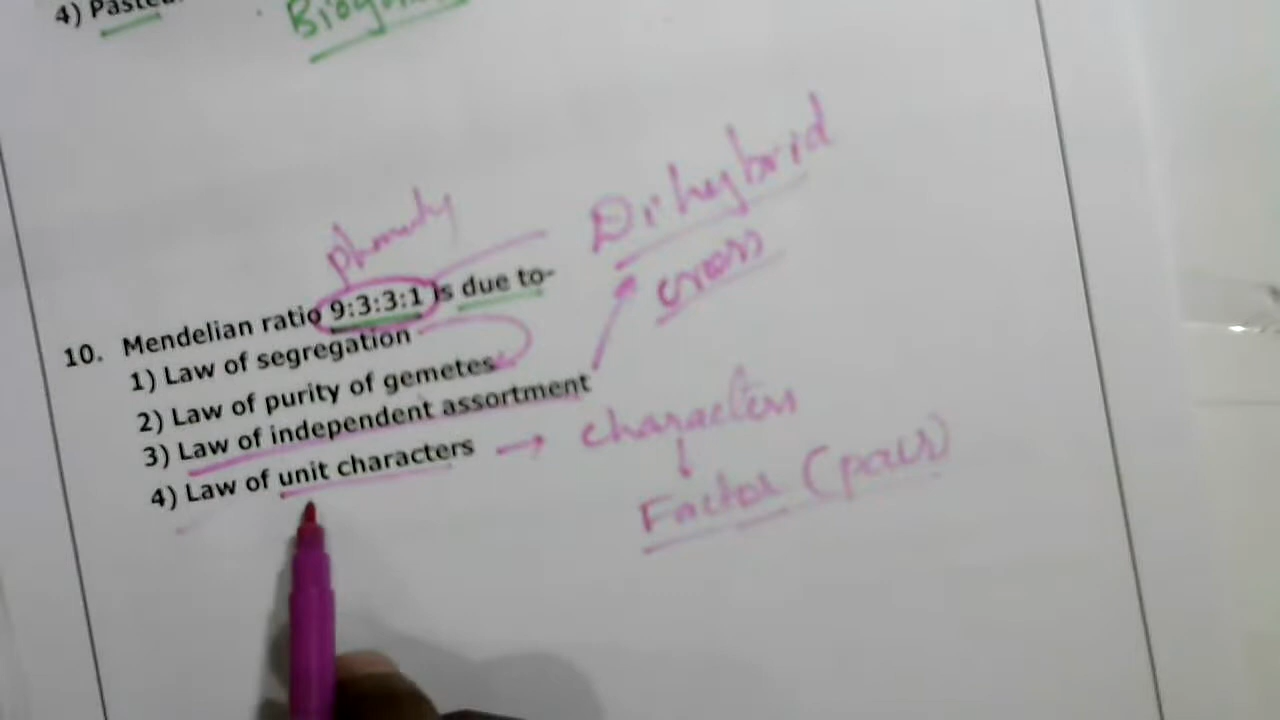 4) Paste
Dihybrid
cross
10. Mendelian ratio 9:3:3:1 is due to-
1) Law of segregation
2) Law of purity of gemetes
3) Law of independent assortment
4) Law of unit characters → characters
Factor (pair)